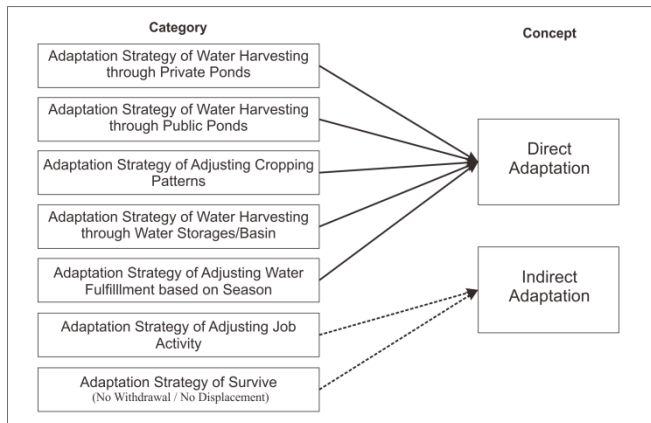 Category
Concept
Adaptation Strategy of Water Harvesting
through Private Ponds
Adaptation Strategy of Water Harvesting
through Public Ponds
Adaptation Strategy of Adjusting Cropping
Patterns
Adaptation Strategy of Water Harvesting
through Water Storages/Basin
Adaptation Strategy of Adjusting Water
Fulfilllment based on Season
Adaptation Strategy of Adjusting Job
Activity
Adaptation Strategy of Survive
(No Withdrawal / No Displacement)
Direct
Adaptation
Indirect
Adaptation